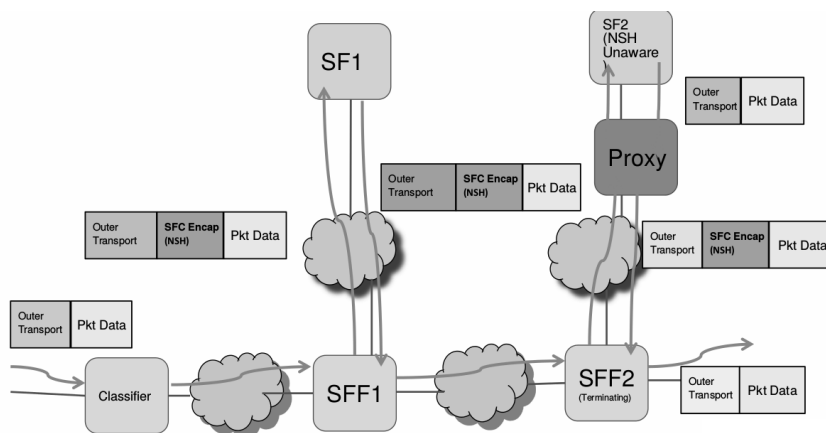 SF1
SF2
(NSH
Unaware
)
Outer
Transport
Pkt Data
Proxy
Outer
Transport
SFC Encap
(NSH)
Pkt Data
Outer
Transport
SFC Encap
(NSH)
Pkt Data
Outer
Transport
SFC Encap
(NSH)
Pkt Data
Outer
Transport
Pkt Data
Classifier
SFF1
SFF2
(Terminating)
Outer
Transport
Pkt Data